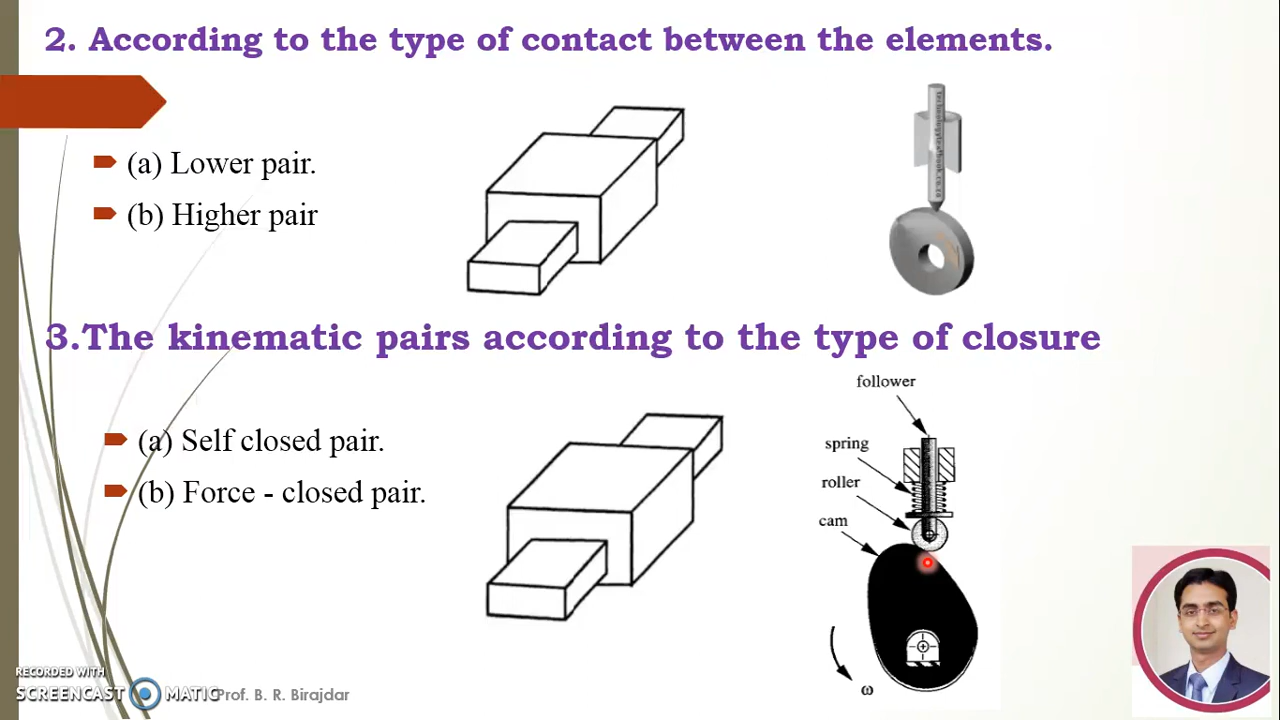 2. According to the type of contact between the elements.
(a) Lower pair.
(b) Higher pair
3.The kinematic pairs according to the type of closure
(a) Self closed pair.
(b) Force - closed pair.
follower
spring
roller
cam
ω
RECORDED WITH
SCREENCAST MATIC
Prof. B. R. Birajdar